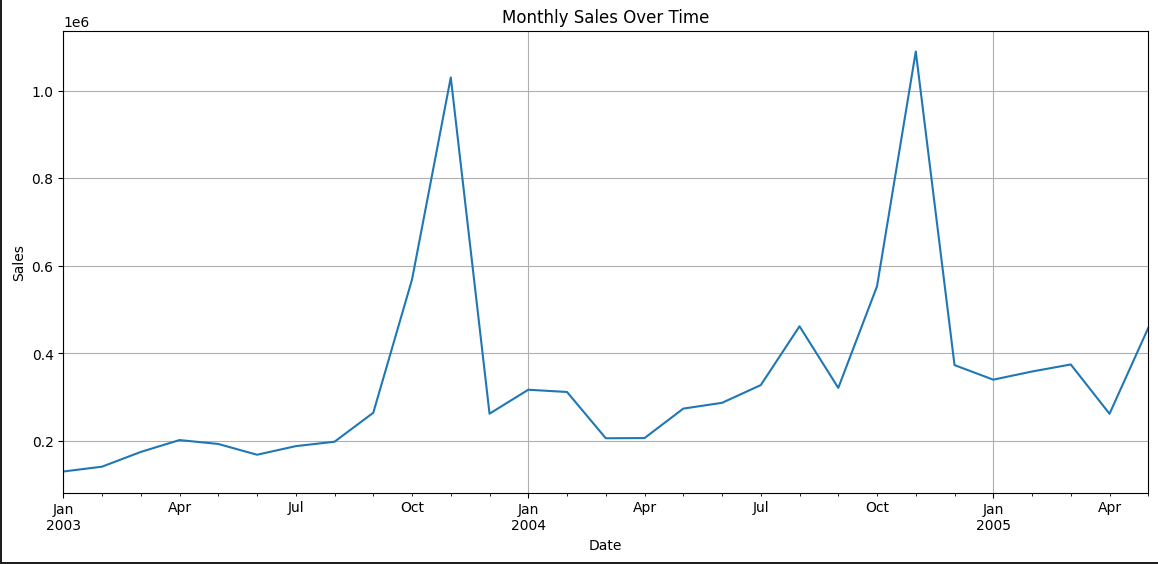 Monthly Sales Over Time
1e6
1.0
0.8
0.6
0.4
0.2
Sales
Jan Apr Jul Oct Jan Apr Jul Oct Jan Apr
2003 2004 2005
Date